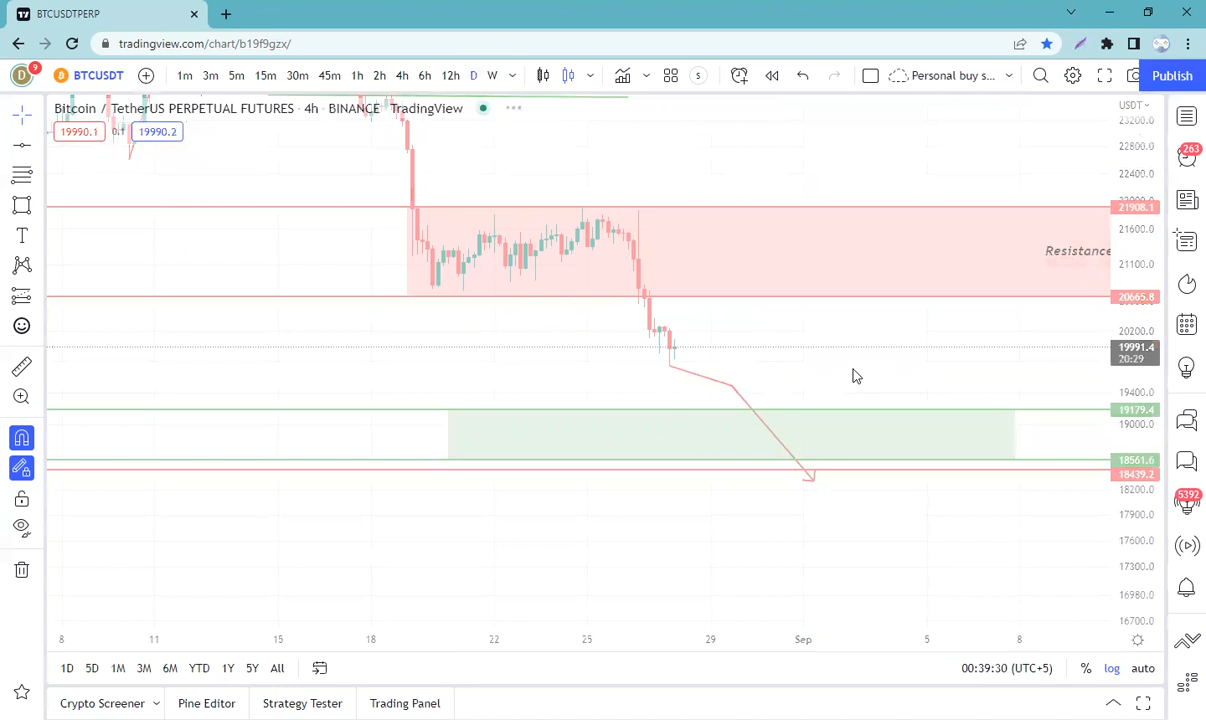 BTCUSDTPERP
tradingview.com/chart/b19f9gzx/
D 9 BTCUSDT 1m 3m 5m 15m 30m 45m 1h 2h 4h 6h 12h D W S Personal buy s... Publish
Bitcoin / TetherUS PERPETUAL FUTURES · 4h · BINANCE TradingView
19990.1 0.1 19990.2
USDT
23200.0
22800.0
22400.0
21908.1
21600.0
Resistance
21100.0
20665.8
20200.0
19991.4
20:29
19400.0
19179.4
19000.0
18561.6
18439.2
18200.0
17900.0
17600.0
17300.0
16980.0
16700.0
263
5392
8 11 15 18 22 25 29 Sep 5 8
1D 5D 1M 3M 6M YTD 1Y 5Y All 00:39:30 (UTC+5) % log auto
Crypto Screener Pine Editor Strategy Tester Trading Panel